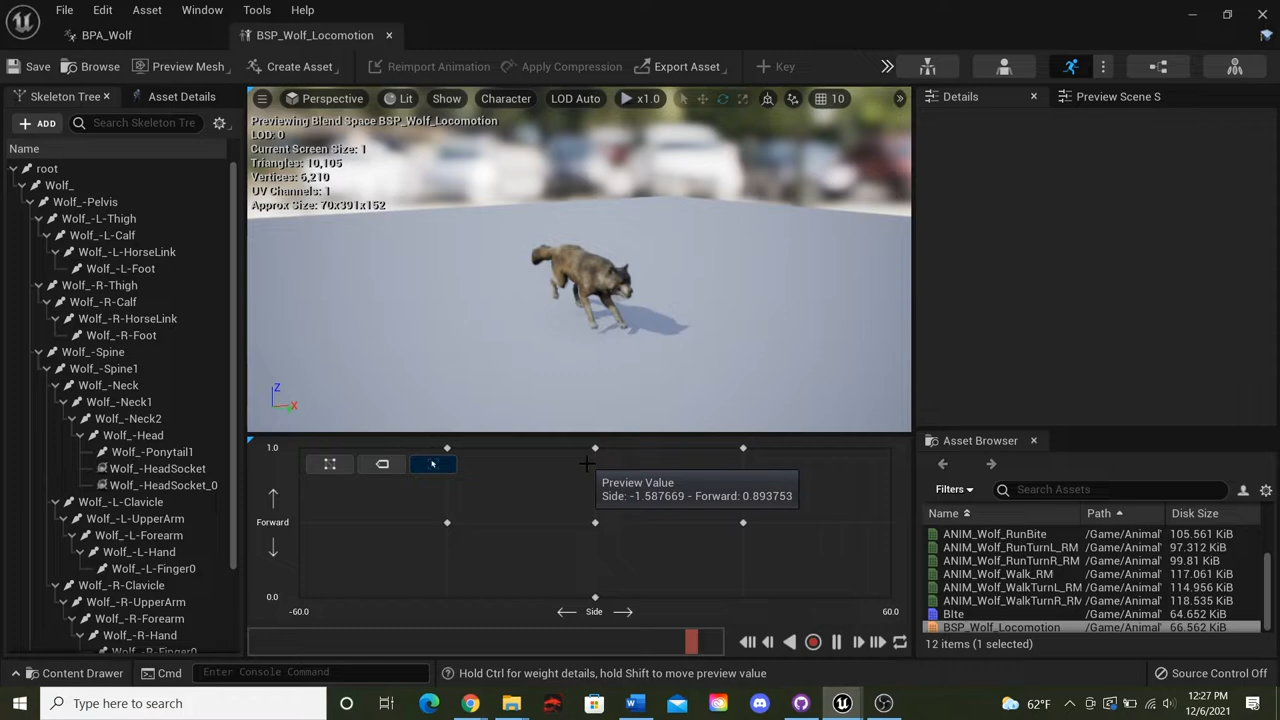 File Edit Asset Window Tools Help
BPA_Wolf BSP_Wolf_Locomotion
Save Browse Preview Mesh Create Asset Reimport Animation Apply Compression Export Asset Key
Skeleton Tree Asset Details
ADD Search Skeleton Tre
Name
root
Wolf_
Wolf_-Pelvis
Wolf_-L-Thigh
Wolf_-L-Calf
Wolf_-L-HorseLink
Wolf_-L-Foot
Wolf_-R-Thigh
Wolf_-R-Calf
Wolf_-R-HorseLink
Wolf_-R-Foot
Wolf_-Spine
Wolf_-Spine1
Wolf_-Neck
Wolf_-Neck1
Wolf_-Neck2
Wolf_-Head
Wolf_-Ponytail1
Wolf_-HeadSocket
Wolf_-HeadSocket_0
Wolf_-L-Clavicle
Wolf_-L-UpperArm
Wolf_-L-Forearm
Wolf_-L-Hand
Wolf_-L-Finger0
Wolf_-R-Clavicle
Wolf_-R-UpperArm
Wolf_-R-Forearm
Wolf_-R-Hand
Wolf_-R-Finger0
Perspective Lit Show Character LOD Auto x1.0 10
Previewing Blend Space BSP_Wolf_Locomotion
LOD: 0
Current Screen Size: 1
Triangles: 10,105
Vertices: 6,210
UV Channels: 1
Approx Size: 70x391x152
Z
X
1.0
Forward
0.0
-60.0 Side 60.0
Preview Value
Side: -1.587669 - Forward: 0.893753
Details Preview Scene S
Asset Browser
Filters Search Assets
Name Path Disk Size
ANIM_Wolf_RunBite /Game/Animal' 105.561 KiB
ANIM_Wolf_RunTurnL_RM /Game/Animal' 97.312 KiB
ANIM_Wolf_RunTurnR_RM /Game/Animal' 99.81 KiB
ANIM_Wolf_Walk_RM /Game/Animal' 117.061 KiB
ANIM_Wolf_WalkTurnL_RM /Game/Animal' 114.956 KiB
ANIM_Wolf_WalkTurnR_RM /Game/Animal' 118.535 KiB
BIte /Game/Animal' 64.652 KiB
BSP_Wolf_Locomotion /Game/Animal' 66.562 KiB
12 items (1 selected)
Content Drawer Cmd Enter Console Command Hold Ctrl for weight details, hold Shift to move preview value Source Control Off
Type here to search 62°F 12:27 PM
12/6/2021